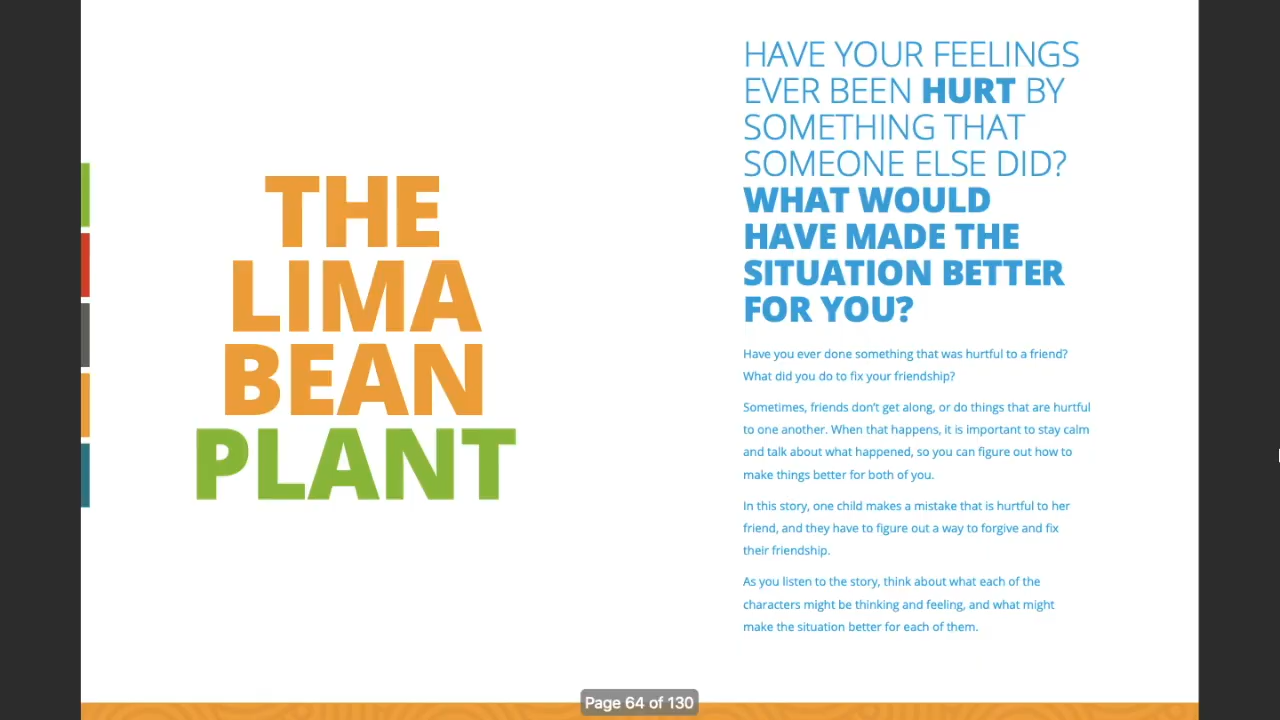 THE
LIMA
BEAN
PLANT
HAVE YOUR FEELINGS
EVER BEEN HURT BY
SOMETHING THAT
SOMEONE ELSE DID?
WHAT WOULD
HAVE MADE THE
SITUATION BETTER
FOR YOU?
Have you ever done something that was hurtful to a friend?
What did you do to fix your friendship?
Sometimes, friends don't get along, or do things that are hurtful
to one another. When that happens, it is important to stay calm
and talk about what happened, so you can figure out how to
make things better for both of you.
In this story, one child makes a mistake that is hurtful to her
friend, and they have to figure out a way to forgive and fix
their friendship.
As you listen to the story, think about what each of the
characters might be thinking and feeling, and what might
make the situation better for each of them.
Page 64 of 130